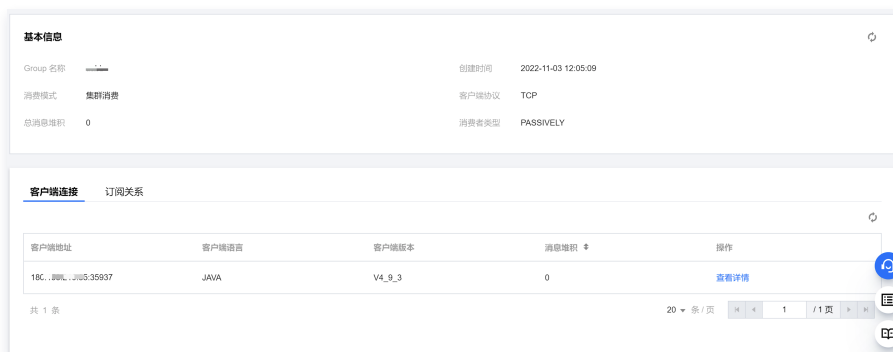 基本信息
Group 名称
创建时间 2022-11-03 12:05:09
消费模式 集群消费 客户端协议 TCP
总消息堆积 0 消费者类型 PASSIVELY
客户端连接 订阅关系
客户端地址 客户端语言 客户端版本 消息堆积 操作
:35937 JAVA V4_9_3 0 查看详情
共 1 条 20 条 / 页 1 / 1 页